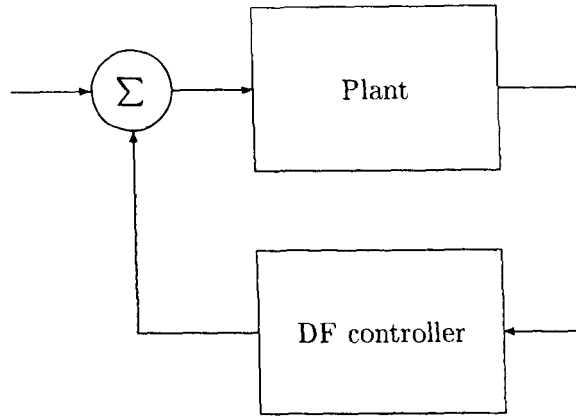 Σ
Plant
DF controller